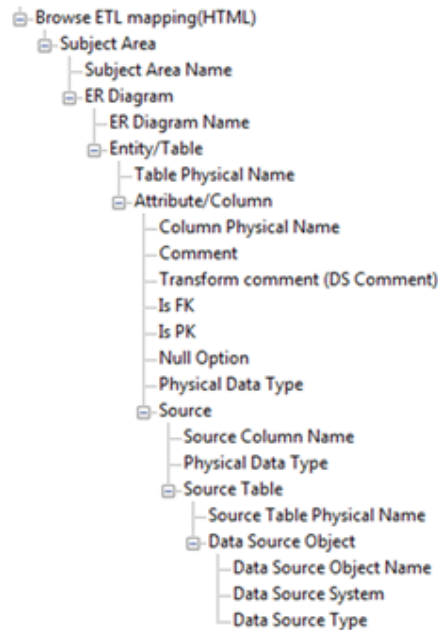 Browse ETL mapping(HTML)
Subject Area
Subject Area Name
ER Diagram
ER Diagram Name
Entity/Table
Table Physical Name
Attribute/Column
Column Physical Name
Comment
Transform comment (DS Comment)
Is FK
Is PK
Null Option
Physical Data Type
Source
Source Column Name
Physical Data Type
Source Table
Source Table Physical Name
Data Source Object
Data Source Object Name
Data Source System
Data Source Type